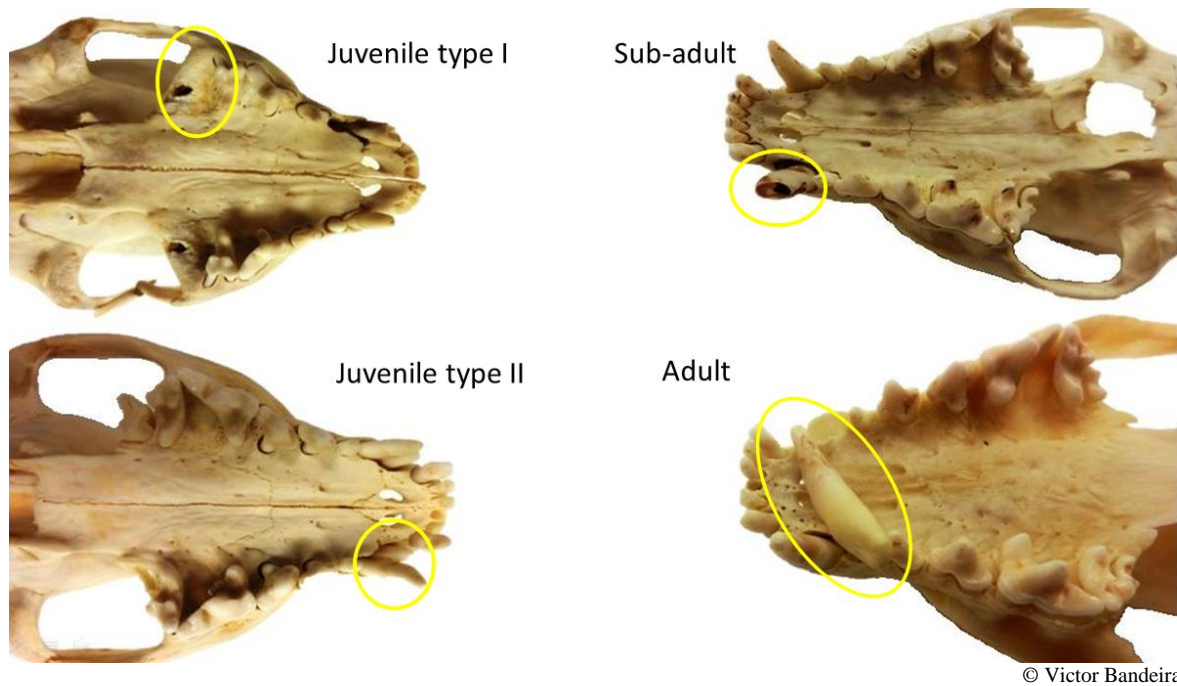 Juvenile type I
Sub-adult
Juvenile type II
Adult
© Victor Bandeira